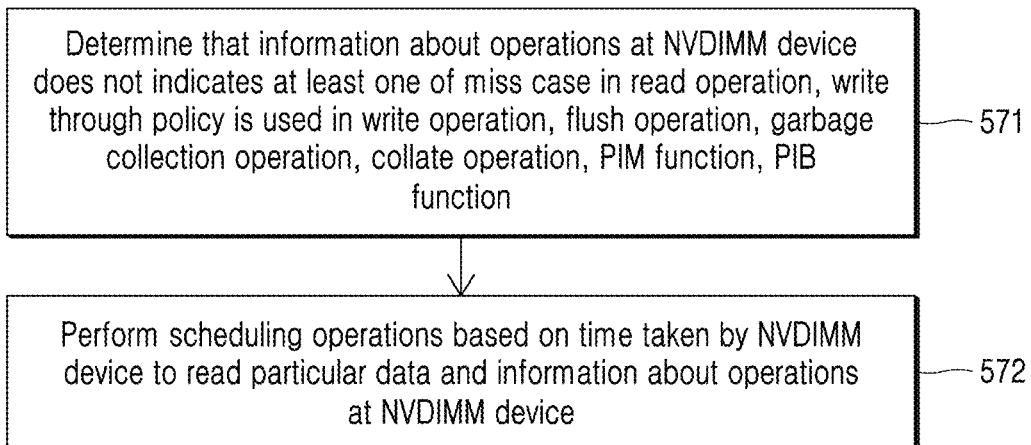 Determine that information about operations at NVDIMM device
does not indicates at least one of miss case in read operation, write
through policy is used in write operation, flush operation, garbage
collection operation, collate operation, PIM function, PIB
function
571
Perform scheduling operations based on time taken by NVDIMM
device to read particular data and information about operations
at NVDIMM device
572